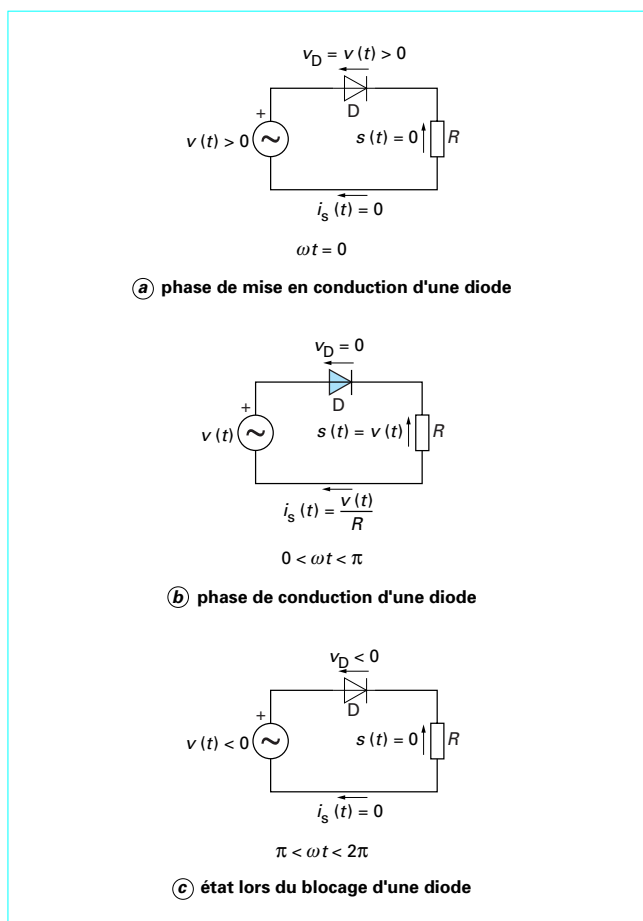 v_D = v (t) > 0
+
D
v (t) > 0
s (t) = 0
R
i_s (t) = 0
ωt = 0
a phase de mise en conduction d'une diode
v_D = 0
+
D
v (t)
s (t) = v (t)
R
i_s (t) = v (t) / R
0 < ωt < π
b phase de conduction d'une diode
v_D < 0
+
D
v (t) < 0
s (t) = 0
R
i_s (t) = 0
π < ωt < 2π
c état lors du blocage d'une diode